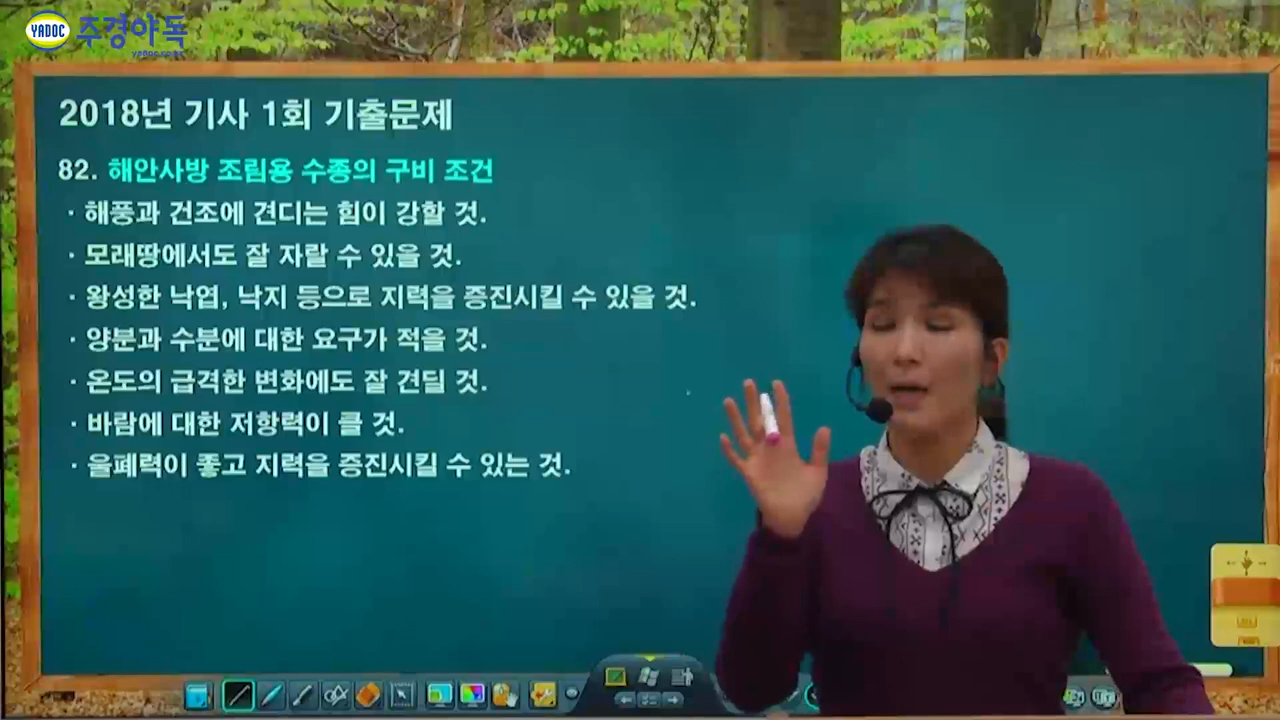 YADOC 주경야독
yadoc.co.kr
2018년 기사 1회 기출문제
82. 해안사방 조림용 수종의 구비 조건
· 해풍과 건조에 견디는 힘이 강할 것.
· 모래땅에서도 잘 자랄 수 있을 것.
· 왕성한 낙엽, 낙지 등으로 지력을 증진시킬 수 있을 것.
· 양분과 수분에 대한 요구가 적을 것.
· 온도의 급격한 변화에도 잘 견딜 것.
· 바람에 대한 저항력이 클 것.
· 울폐력이 좋고 지력을 증진시킬 수 있는 것.